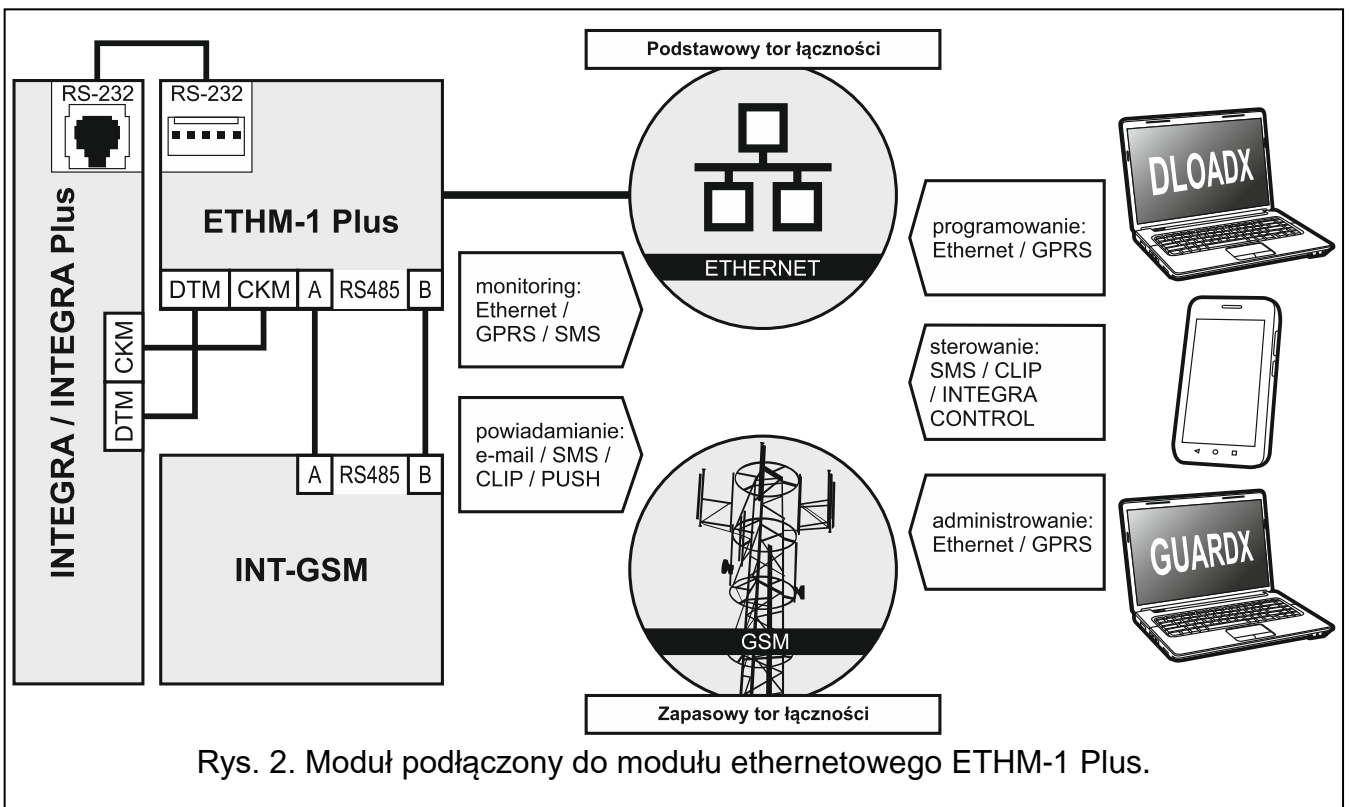 Podstawowy tor łączności
RS-232
RS-232
INTEGRA / INTEGRA Plus
ETHM-1 Plus
DTM
CKM
A
RS485
B
CKM
DTM
A
RS485
B
INT-GSM
monitoring:
Ethernet /
GPRS / SMS
powiadamianie:
e-mail / SMS /
CLIP / PUSH
ETHERNET
GSM
Zapasowy tor łączności
programowanie:
Ethernet / GPRS
sterowanie:
SMS / CLIP
/ INTEGRA
CONTROL
administrowanie:
Ethernet / GPRS
DLOADX
GUARDX
Rys. 2. Moduł podłączony do modułu ethernetowego ETHM-1 Plus.